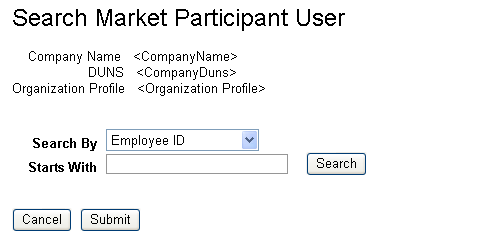 Search Market Participant User
Company Name <CompanyName>
DUNS <CompanyDuns>
Organization Profile <Organization Profile>
Search By Employee ID
Starts With Search
Cancel Submit